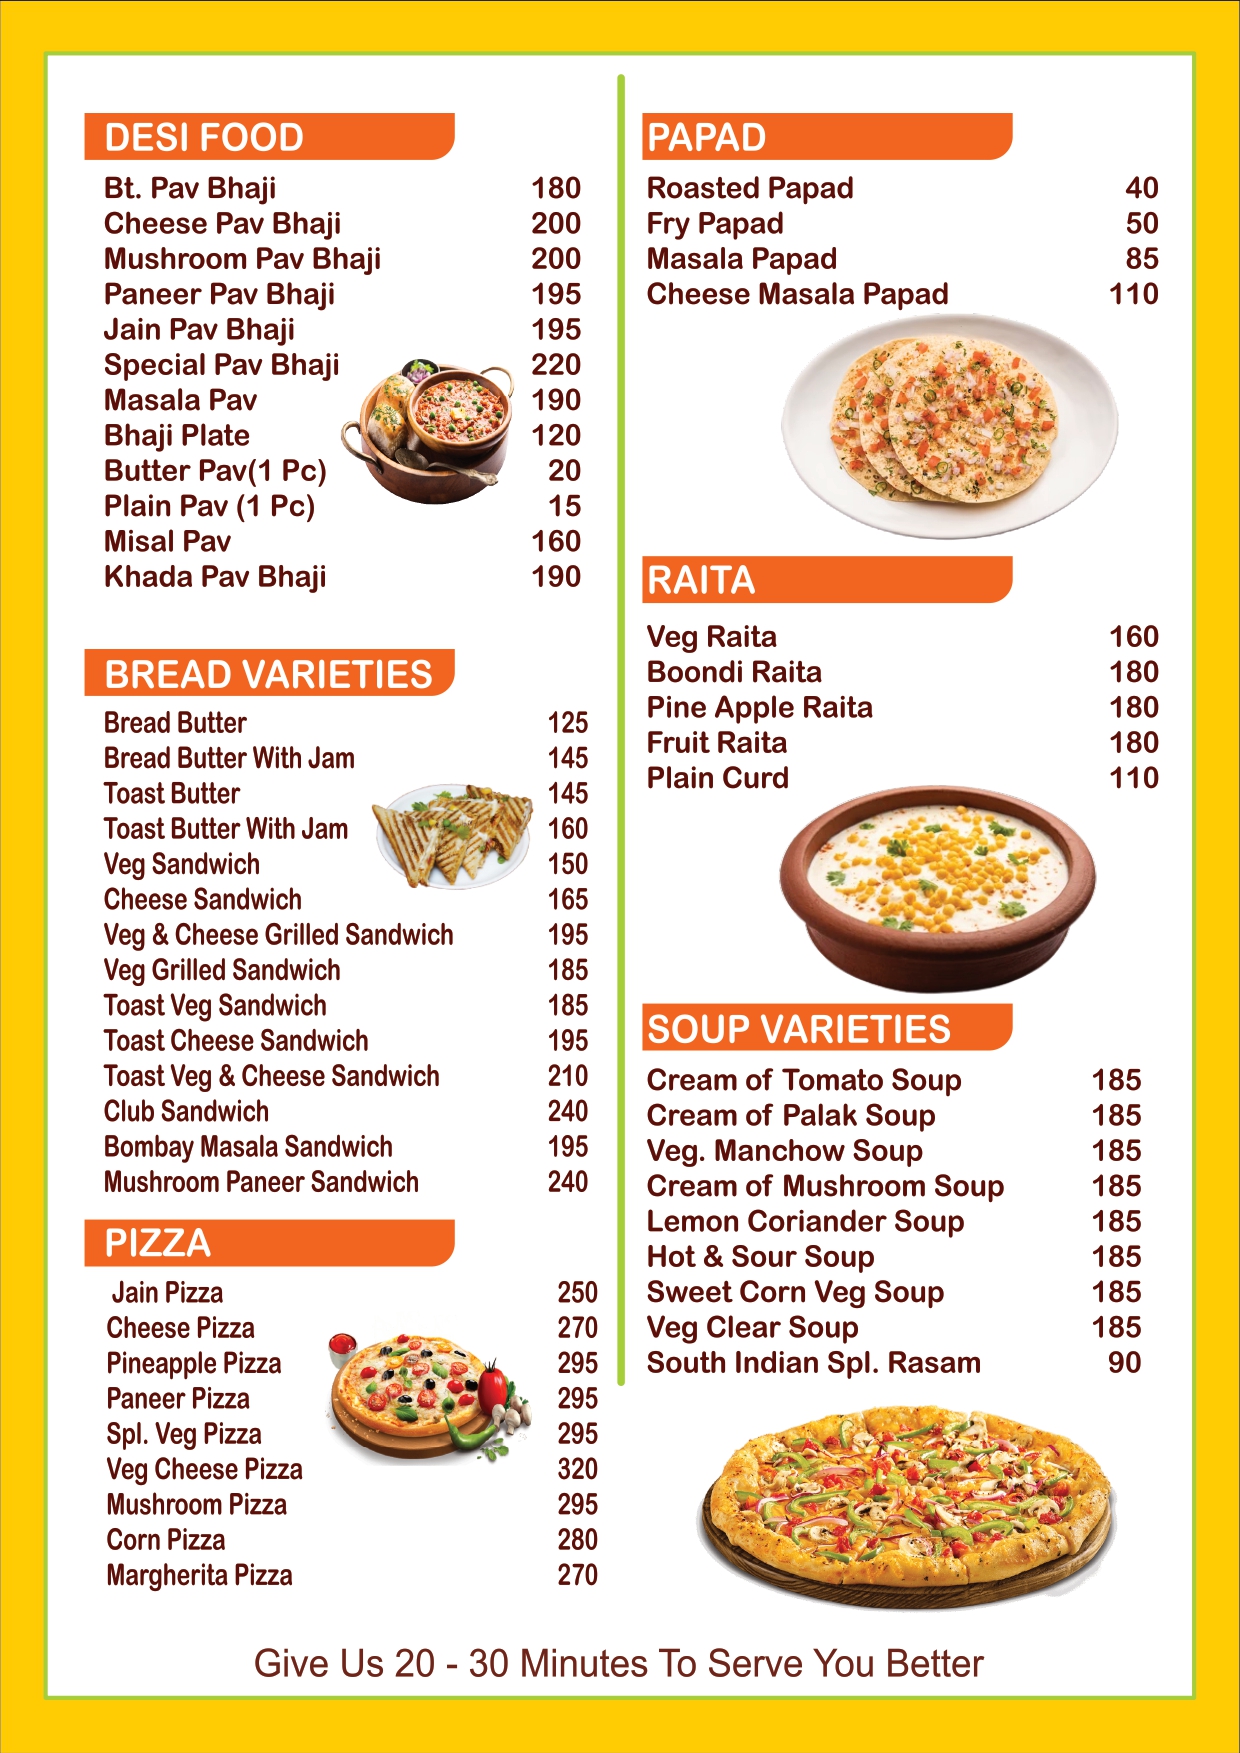 DESI FOOD
Bt. Pav Bhaji 180
Cheese Pav Bhaji 200
Mushroom Pav Bhaji 200
Paneer Pav Bhaji 195
Jain Pav Bhaji 195
Special Pav Bhaji 220
Masala Pav 190
Bhaji Plate 120
Butter Pav(1 Pc) 20
Plain Pav (1 Pc) 15
Misal Pav 160
Khada Pav Bhaji 190
BREAD VARIETIES
Bread Butter 125
Bread Butter With Jam 145
Toast Butter 145
Toast Butter With Jam 160
Veg Sandwich 150
Cheese Sandwich 165
Veg & Cheese Grilled Sandwich 195
Veg Grilled Sandwich 185
Toast Veg Sandwich 185
Toast Cheese Sandwich 195
Toast Veg & Cheese Sandwich 210
Club Sandwich 240
Bombay Masala Sandwich 195
Mushroom Paneer Sandwich 240
PIZZA
Jain Pizza 250
Cheese Pizza 270
Pineapple Pizza 295
Paneer Pizza 295
Spl. Veg Pizza 295
Veg Cheese Pizza 320
Mushroom Pizza 295
Corn Pizza 280
Margherita Pizza 270
PAPAD
Roasted Papad 40
Fry Papad 50
Masala Papad 85
Cheese Masala Papad 110
RAITA
Veg Raita 160
Boondi Raita 180
Pine Apple Raita 180
Fruit Raita 180
Plain Curd 110
SOUP VARIETIES
Cream of Tomato Soup 185
Cream of Palak Soup 185
Veg. Manchow Soup 185
Cream of Mushroom Soup 185
Lemon Coriander Soup 185
Hot & Sour Soup 185
Sweet Corn Veg Soup 185
Veg Clear Soup 185
South Indian Spl. Rasam 90
Give Us 20 - 30 Minutes To Serve You Better